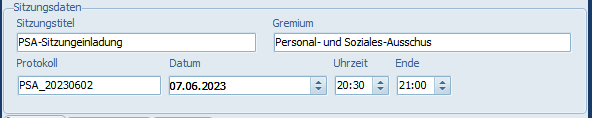 Sitzungsdaten
Sitzungstitel Gremium
PSA-Sitzungeinladung Personal- und Soziales-Ausschus
Protokoll Datum Uhrzeit Ende
PSA_20230602 07.06.2023 20:30 21:00